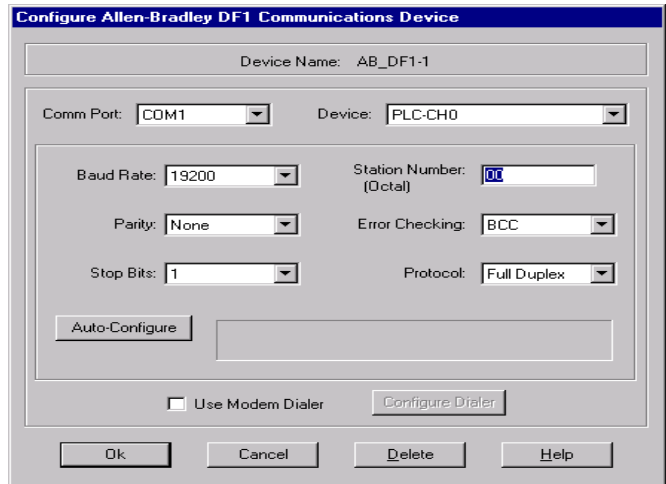 Configure Allen-Bradley DF1 Communications Device
Device Name: AB_DF1-1
Comm Port: COM1 Device: PLC-CH0
Baud Rate: 19200 Station Number: 00
(Octal)
Parity: None Error Checking: BCC
Stop Bits: 1 Protocol: Full Duplex
Auto-Configure
Use Modem Dialer Configure Dialer
Ok Cancel Delete Help